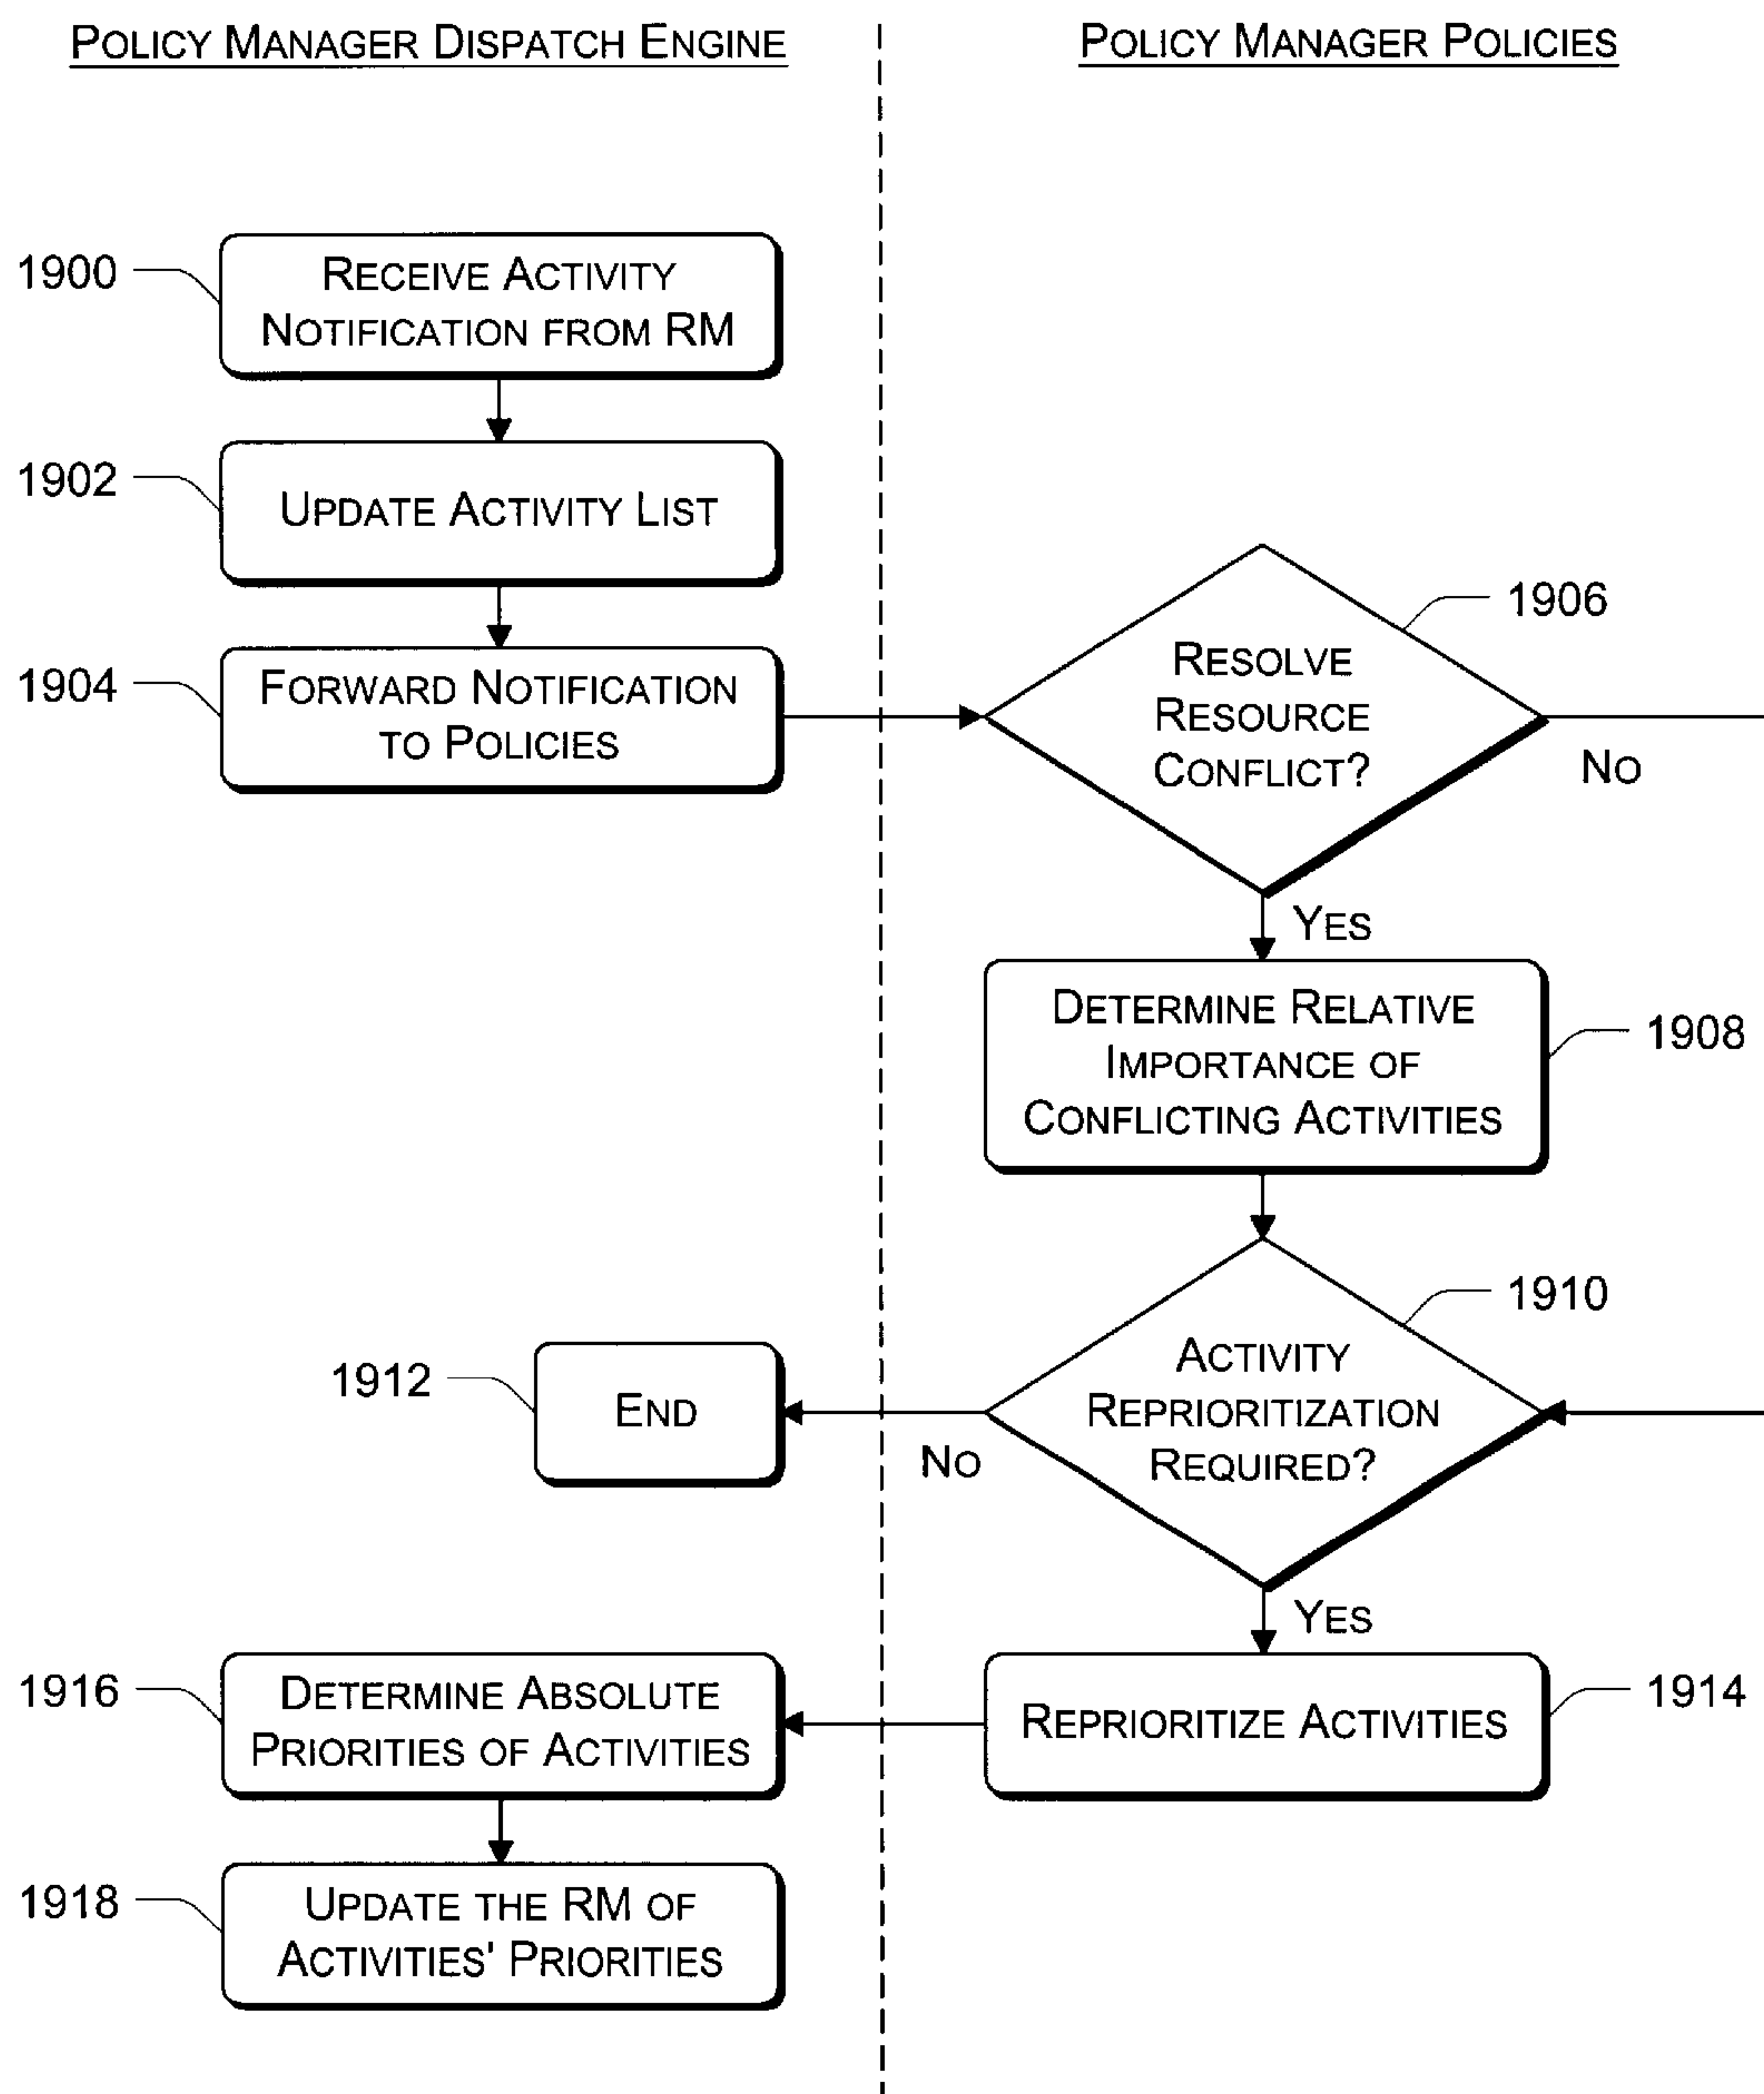 POLICY MANAGER DISPATCH ENGINE
POLICY MANAGER POLICIES
1900
RECEIVE ACTIVITY
NOTIFICATION FROM RM
1902
UPDATE ACTIVITY LIST
1904
FORWARD NOTIFICATION
TO POLICIES
1906
RESOLVE
RESOURCE
CONFLICT?
NO
YES
DETERMINE RELATIVE
IMPORTANCE OF
CONFLICTING ACTIVITIES
1908
1910
ACTIVITY
REPRIORITIZATION
REQUIRED?
NO
1912
END
YES
REPRIORITIZE ACTIVITIES
1914
1916
DETERMINE ABSOLUTE
PRIORITIES OF ACTIVITIES
1918
UPDATE THE RM OF
ACTIVITIES' PRIORITIES